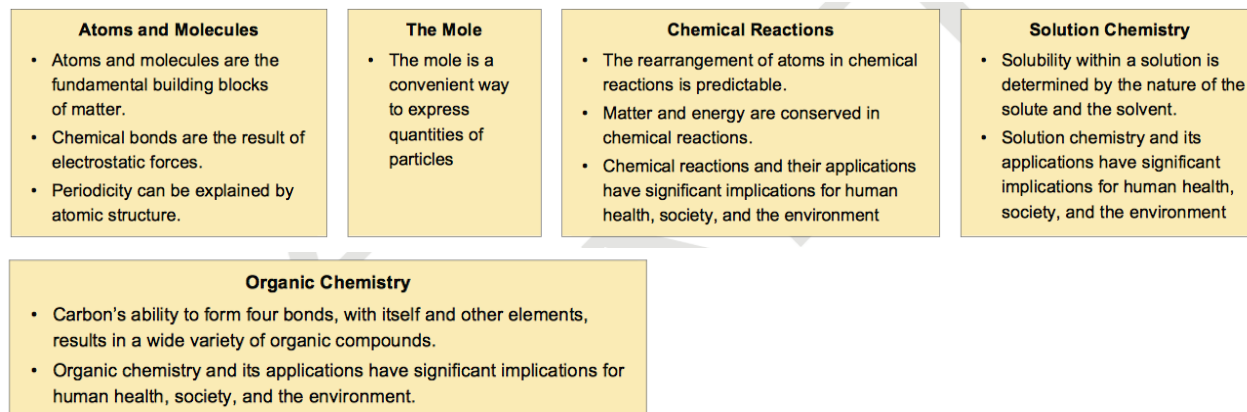 Atoms and Molecules
• Atoms and molecules are the
fundamental building blocks
of matter.
• Chemical bonds are the result of
electrostatic forces.
• Periodicity can be explained by
atomic structure.
The Mole
• The mole is a
convenient way
to express
quantities of
particles
Chemical Reactions
• The rearrangement of atoms in chemical
reactions is predictable.
• Matter and energy are conserved in
chemical reactions.
• Chemical reactions and their applications
have significant implications for human
health, society, and the environment
Solution Chemistry
• Solubility within a solution is
determined by the nature of the
solute and the solvent.
• Solution chemistry and its
applications have significant
implications for human health,
society, and the environment
Organic Chemistry
• Carbon's ability to form four bonds, with itself and other elements,
results in a wide variety of organic compounds.
• Organic chemistry and its applications have significant implications for
human health, society, and the environment.